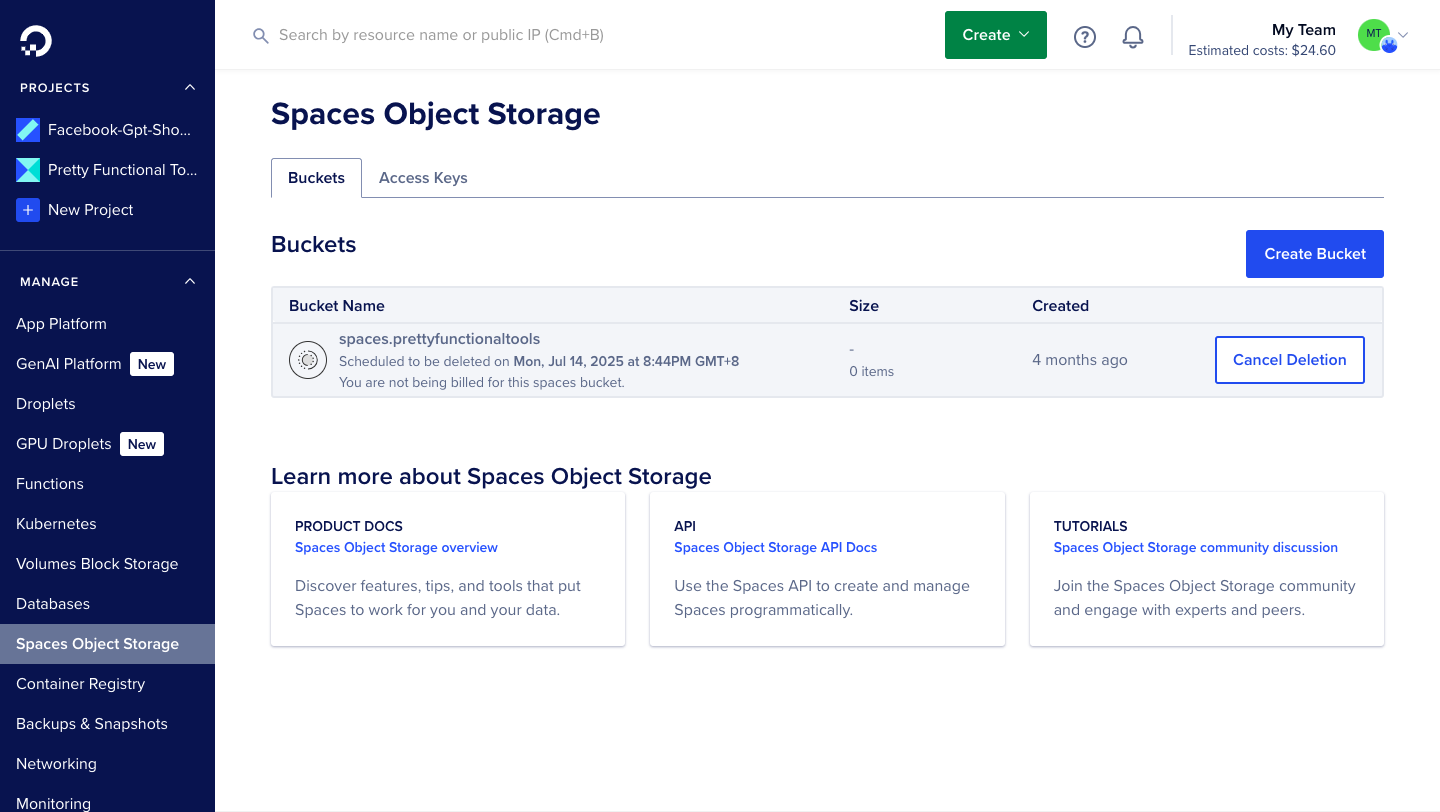 PROJECTS
Facebook-Gpt-Sho...
Pretty Functional To...
New Project
MANAGE
App Platform
GenAI Platform New
Droplets
GPU Droplets New
Functions
Kubernetes
Volumes Block Storage
Databases
Spaces Object Storage
Container Registry
Backups & Snapshots
Networking
Monitoring
Search by resource name or public IP (Cmd+B)
Create
My Team
Estimated costs: $24.60
MT
Spaces Object Storage
Buckets
Access Keys
Buckets
Create Bucket
Bucket Name Size Created
spaces.prettyfunctionaltools
Scheduled to be deleted on Mon, Jul 14, 2025 at 8:44PM GMT+8
You are not being billed for this spaces bucket.
-
0 items
4 months ago
Cancel Deletion
Learn more about Spaces Object Storage
PRODUCT DOCS
Spaces Object Storage overview
Discover features, tips, and tools that put
Spaces to work for you and your data.
API
Spaces Object Storage API Docs
Use the Spaces API to create and manage
Spaces programmatically.
TUTORIALS
Spaces Object Storage community discussion
Join the Spaces Object Storage community
and engage with experts and peers.